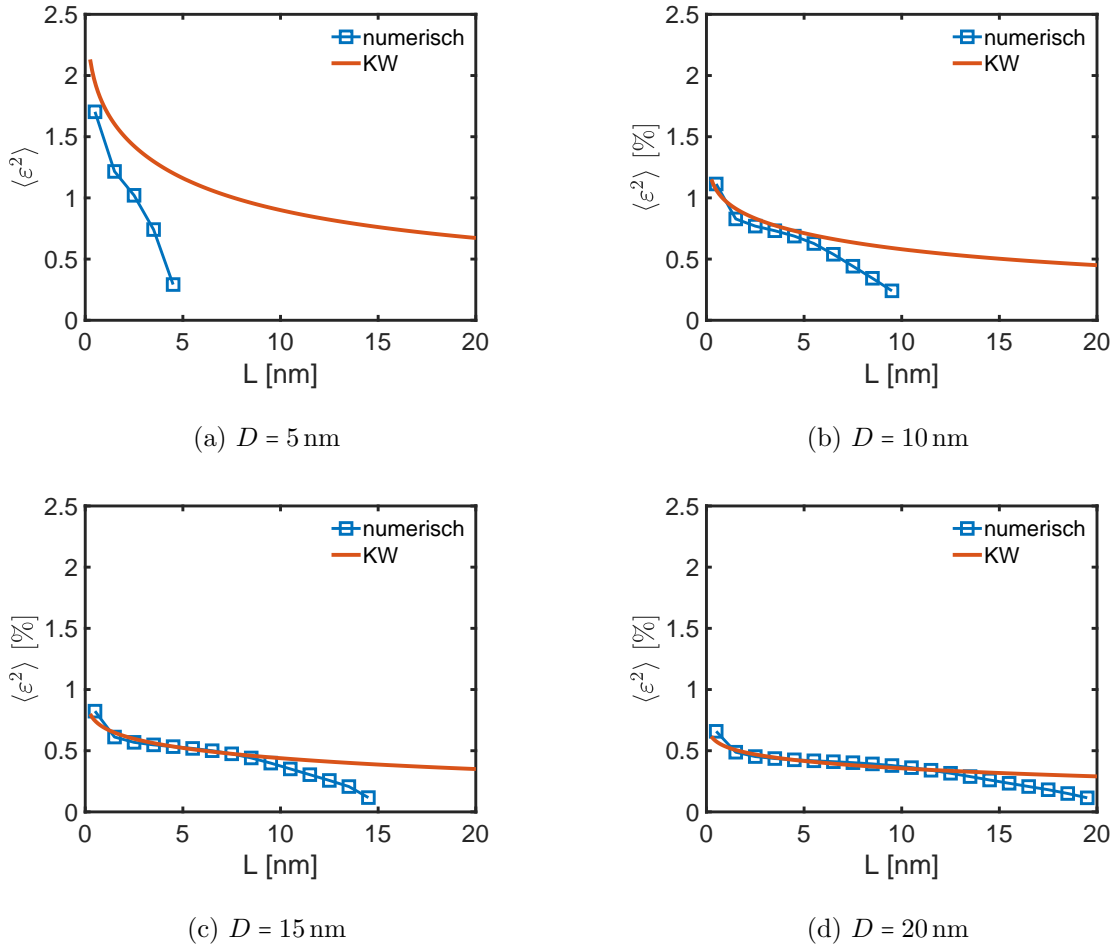 2.5
2
1.5
1
0.5
0
⟨ε²⟩
numerisch
KW
0 5 10 15 20
L [nm]
(a) D = 5 nm
2.5
2
1.5
1
0.5
0
⟨ε²⟩ [%]
numerisch
KW
0 5 10 15 20
L [nm]
(b) D = 10 nm
2.5
2
1.5
1
0.5
0
⟨ε²⟩ [%]
numerisch
KW
0 5 10 15 20
L [nm]
(c) D = 15 nm
2.5
2
1.5
1
0.5
0
⟨ε²⟩ [%]
numerisch
KW
0 5 10 15 20
L [nm]
(d) D = 20 nm